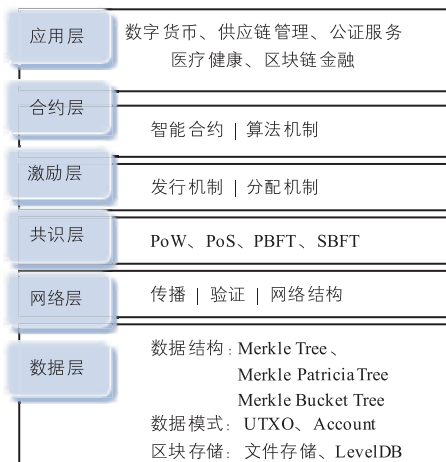 应用层
数字货币、供应链管理、公证服务
医疗健康、区块链金融
合约层
智能合约 | 算法机制
激励层
发行机制 | 分配机制
共识层
PoW、PoS、PBFT、SBFT
网络层
传播 | 验证 | 网络结构
数据层
数据结构：Merkle Tree、
Merkle Patricia Tree
Merkle Bucket Tree
数据模式： UTXO、Account
区块存储： 文件存储、LevelDB